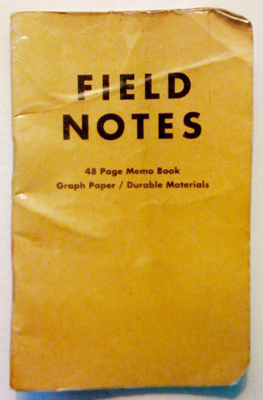 FIELD
NOTES
48 Page Memo Book
Graph Paper / Durable Materials